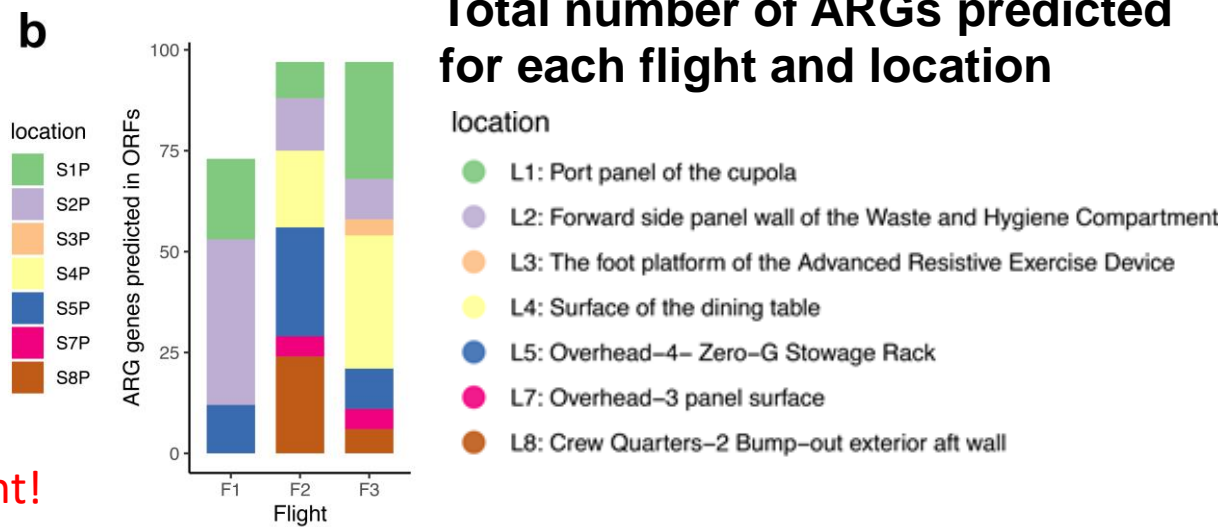 b
Total number of ARGs predicted
for each flight and location
location
S1P
S2P
S3P
S4P
S5P
S7P
S8P
ARG genes predicted in ORFs
100
75
50
25
0
F1 F2 F3
Flight
location
L1: Port panel of the cupola
L2: Forward side panel wall of the Waste and Hygiene Compartment
L3: The foot platform of the Advanced Resistive Exercise Device
L4: Surface of the dining table
L5: Overhead−4− Zero−G Stowage Rack
L7: Overhead−3 panel surface
L8: Crew Quarters−2 Bump−out exterior aft wall
nt!